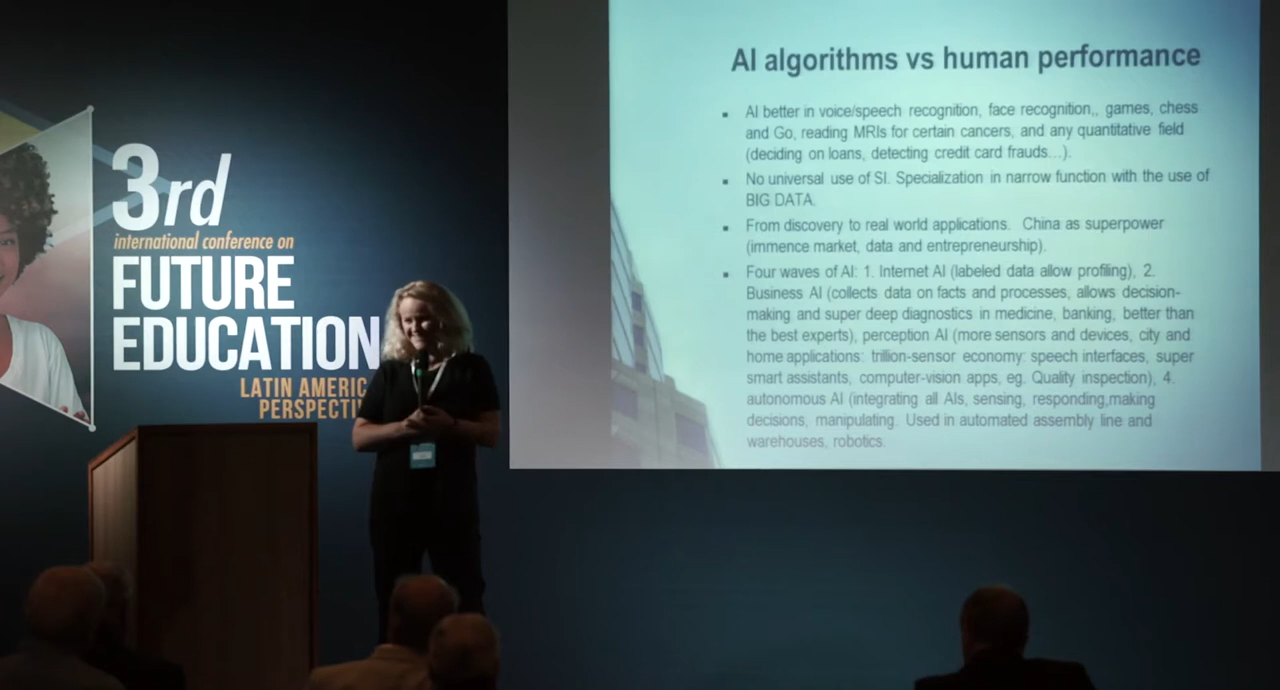 3rd
international conference on
FUTURE
EDUCATION
LATIN AMERIC
PERSPECTI
AI algorithms vs human performance
▪ AI better in voice/speech recognition, face recognition,, games, chess
and Go, reading MRIs for certain cancers, and any quantitative field
(deciding on loans, detecting credit card frauds...).
▪ No universal use of SI. Specialization in narrow function with the use of
BIG DATA.
▪ From discovery to real world applications. China as superpower
(immence market, data and entrepreneurship).
▪ Four waves of AI: 1. Internet AI (labeled data allow profiling), 2.
Business AI (collects data on facts and processes, allows decision-
making and super deep diagnostics in medicine, banking, better than
the best experts), perception AI (more sensors and devices, city and
home applications: trillion-sensor economy: speech interfaces, super
smart assistants, computer-vision apps, eg. Quality inspection), 4.
autonomous AI (integrating all AIs, sensing, responding,making
decisions, manipulating. Used in automated assembly line and
warehouses, robotics.